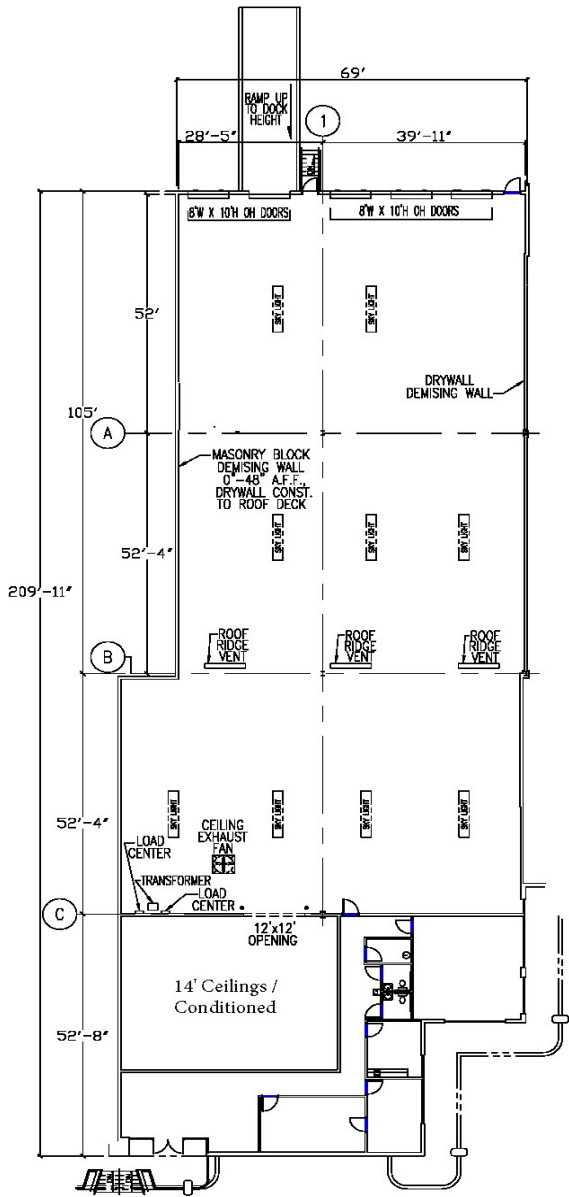 69'
RAMP UP
TO DOCK
HEIGHT
1
28'-5"
39'-11"
8'W X 10'H OH DOORS
8'W X 10'H OH DOORS
52'
SKY LIGHT
SKY LIGHT
DRYWALL
DEMISING WALL
105'
A
MASONRY BLOCK
DEMISING WALL
0"-48" A.F.F.,
DRYWALL CONST.
TO ROOF DECK
SKY LIGHT
SKY LIGHT
SKY LIGHT
52'-4"
209'-11"
ROOF
RIDGE
VENT
ROOF
RIDGE
VENT
ROOF
RIDGE
VENT
B
SKY LIGHT
SKY LIGHT
SKY LIGHT
SKY LIGHT
52'-4"
CEILING
EXHAUST
FAN
LOAD
CENTER
TRANSFORMER
LOAD
CENTER
C
12'x12'
OPENING
14' Ceilings /
Conditioned
52'-8"